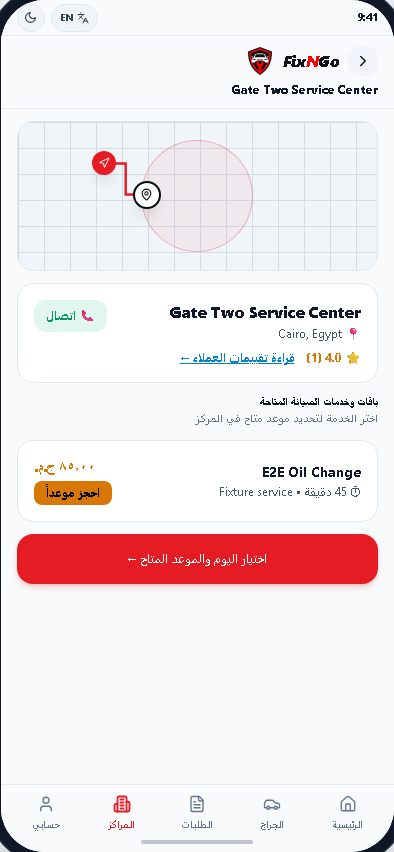 9:41
EN
FixNGo
Gate Two Service Center
Gate Two Service Center
اتصال
Cairo, Egypt
4.0 (1) قراءة تقييمات العملاء ←
باقات وخدمات الصيانة المتاحة
اختر الخدمة لتحديد موعد متاح في المركز
E2E Oil Change
٨٥٫٠٠ ج.م.
45 دقيقة • Fixture service
احجز موعداً
اختيار اليوم والموعد المتاح ←
الرئيسية
الجراج
الطلبات
المراكز
حسابي